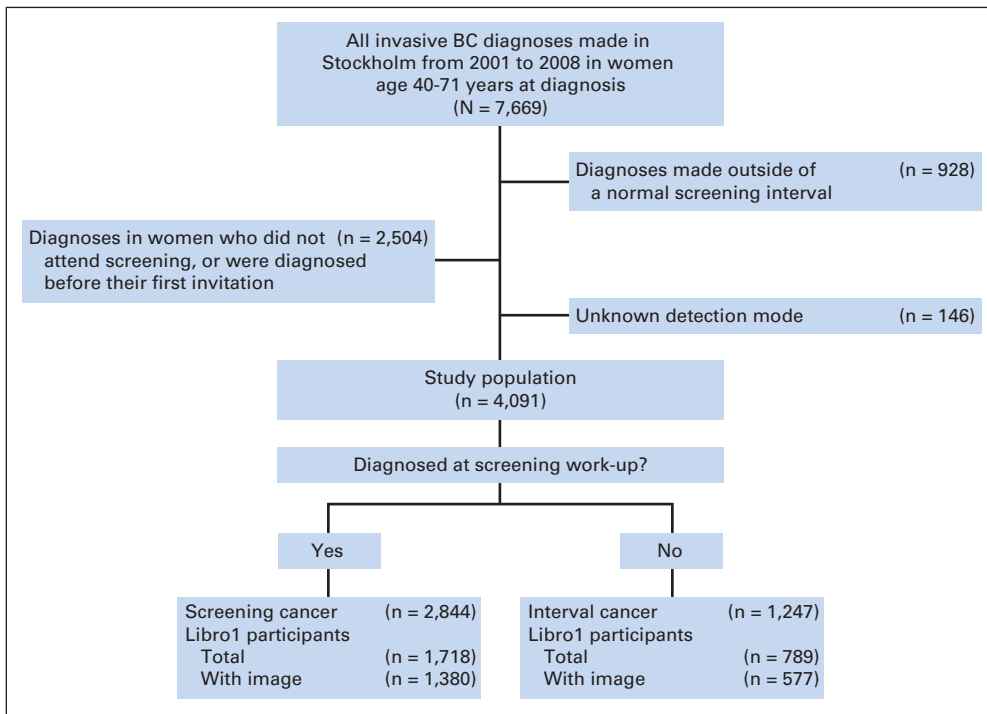 All invasive BC diagnoses made in
Stockholm from 2001 to 2008 in women
age 40-71 years at diagnosis
(N = 7,669)
Diagnoses made outside of (n = 928)
a normal screening interval
Diagnoses in women who did not (n = 2,504)
attend screening, or were diagnosed
before their first invitation
Unknown detection mode (n = 146)
Study population
(n = 4,091)
Diagnosed at screening work-up?
Yes
No
Screening cancer (n = 2,844)
Libro1 participants
Total (n = 1,718)
With image (n = 1,380)
Interval cancer (n = 1,247)
Libro1 participants
Total (n = 789)
With image (n = 577)